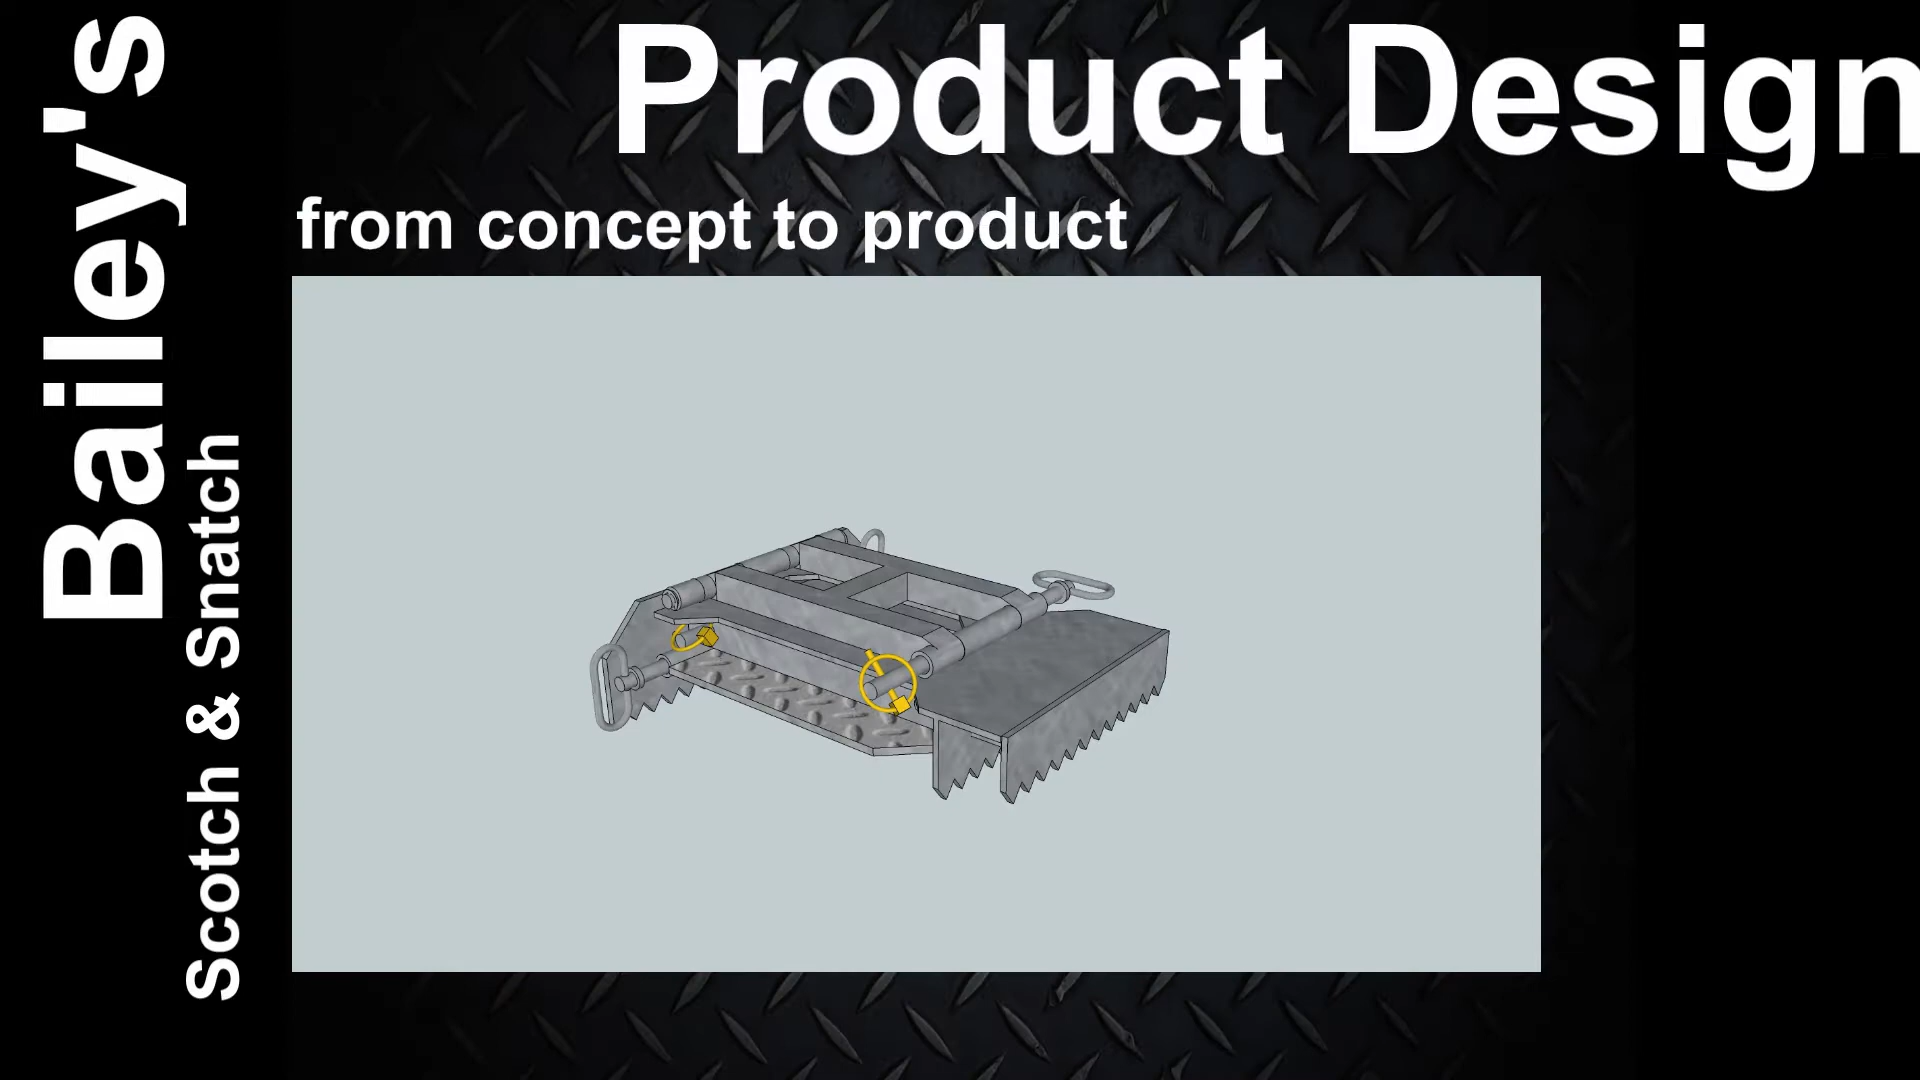 Product Design
from concept to product
Bailey's
Scotch & Snatch